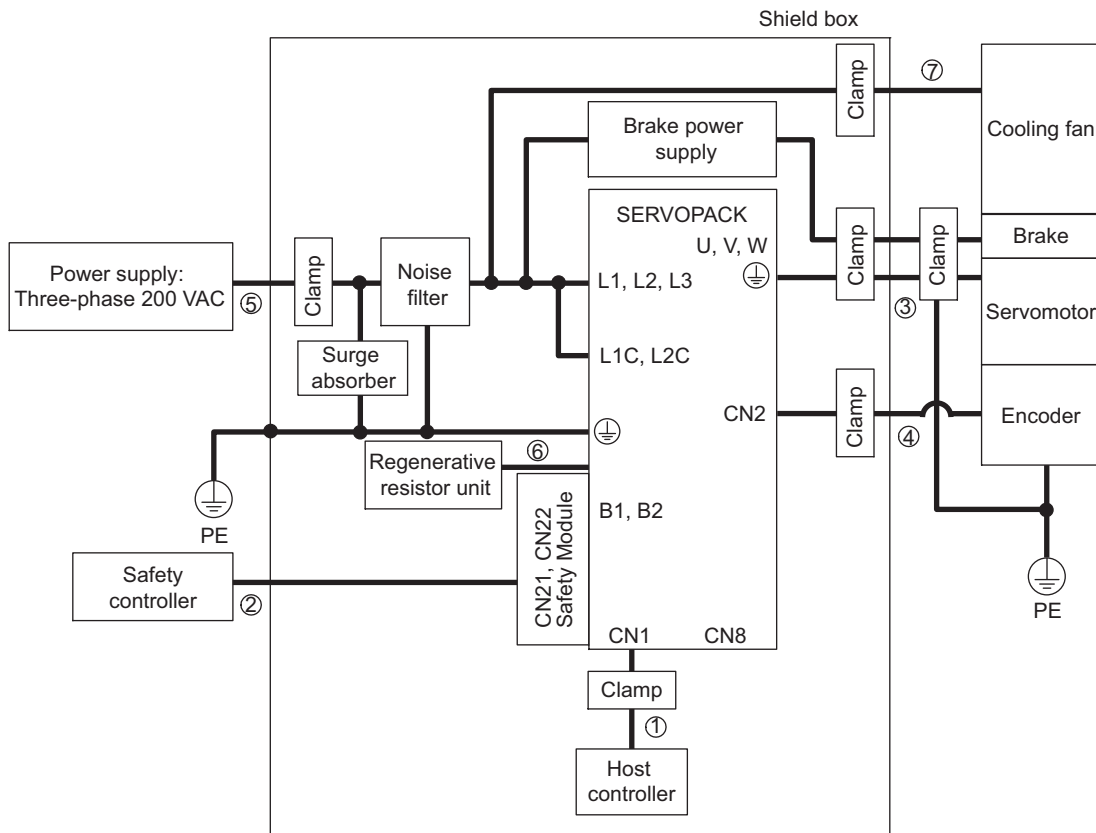 Shield box
Clamp
⑦
Cooling fan
Brake power
supply
SERVOPACK
U, V, W
Clamp
Clamp
Brake
Power supply:
Three-phase 200 VAC
⑤
Clamp
Noise
filter
L1, L2, L3
③
Servomotor
Surge
absorber
L1C, L2C
CN2
Clamp
④
Encoder
⑥
Regenerative
resistor unit
B1, B2
PE
CN21, CN22
Safety Module
Safety
controller
②
PE
CN1
CN8
Clamp
①
Host
controller